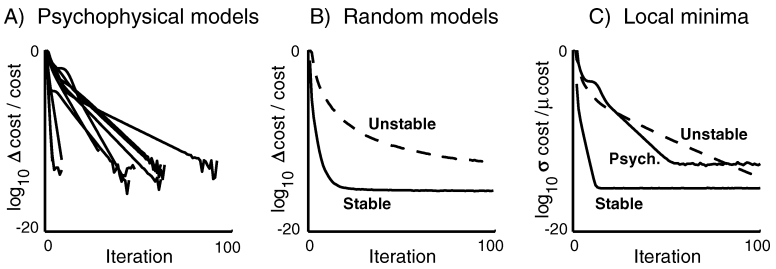 A) Psychophysical models
0
log10 Δcost / cost
-20
0
100
Iteration
B) Random models
0
log10 Δcost / cost
Unstable
Stable
-20
0
100
Iteration
C) Local minima
0
log10 σ cost/μ cost
Unstable
Psych.
Stable
-20
0
100
Iteration